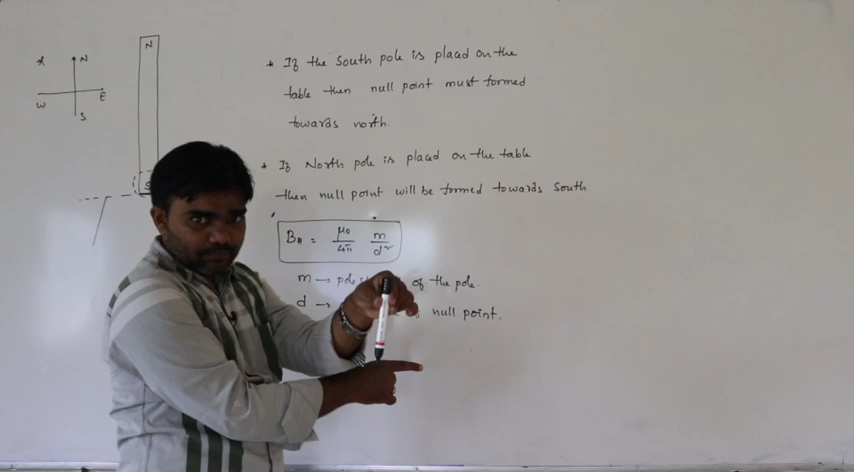 N
N
W E
S
S
* If the South pole is placed on the
table then null point must formed
towards north.
* If North pole is placed on the table
then null point will be formed towards South
B_H = μ0/4π m/d²
m → pole of the pole.
d → null point.